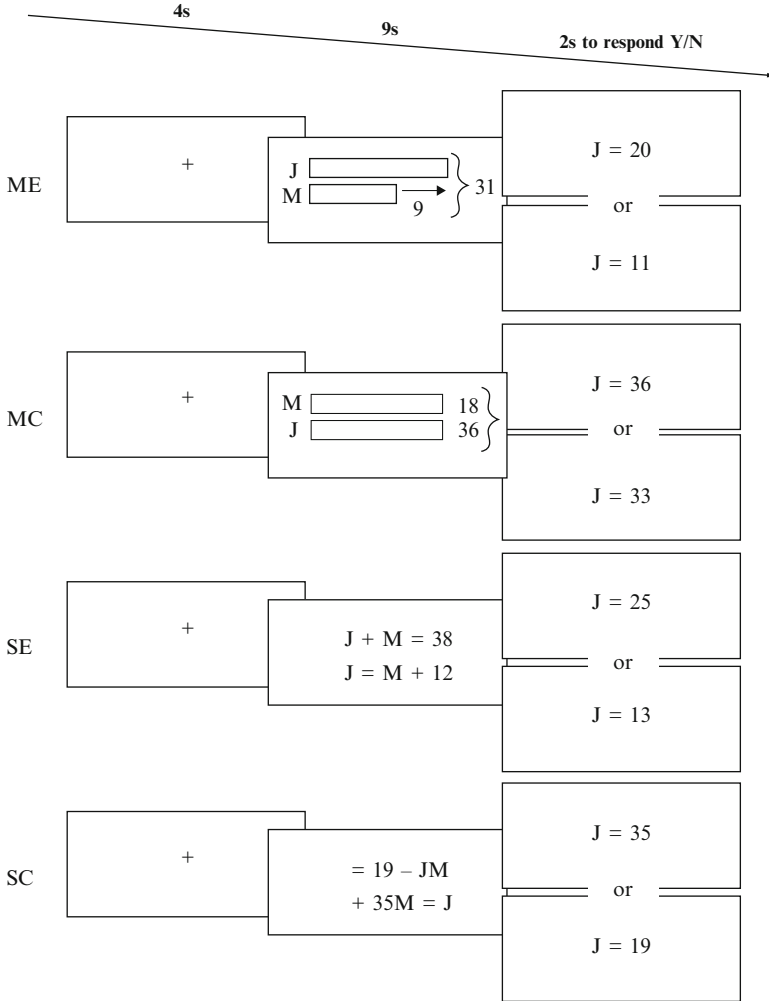 4s
9s
2s to respond Y/N
ME
+
J
M
9
31
J = 20
or
J = 11
MC
+
M 18
J 36
J = 36
or
J = 33
SE
+
J + M = 38
J = M + 12
J = 25
or
J = 13
SC
+
= 19 – JM
+ 35M = J
J = 35
or
J = 19